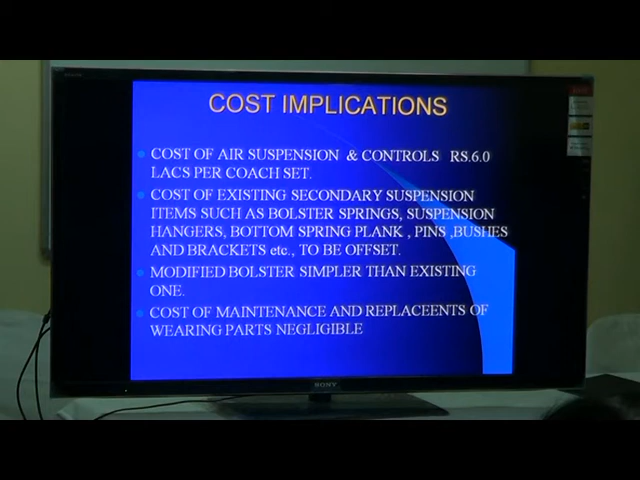 COST IMPLICATIONS
COST OF AIR SUSPENSION & CONTROLS RS.6.0
LACS PER COACH SET.
COST OF EXISTING SECONDARY SUSPENSION
ITEMS SUCH AS BOLSTER SPRINGS, SUSPENSION
HANGERS, BOTTOM SPRING PLANK , PINS ,BUSHES
AND BRACKETS etc., TO BE OFFSET.
MODIFIED BOLSTER SIMPLER THAN EXISTING
ONE.
COST OF MAINTENANCE AND REPLACEENTS OF
WEARING PARTS NEGLIGIBLE
SONY